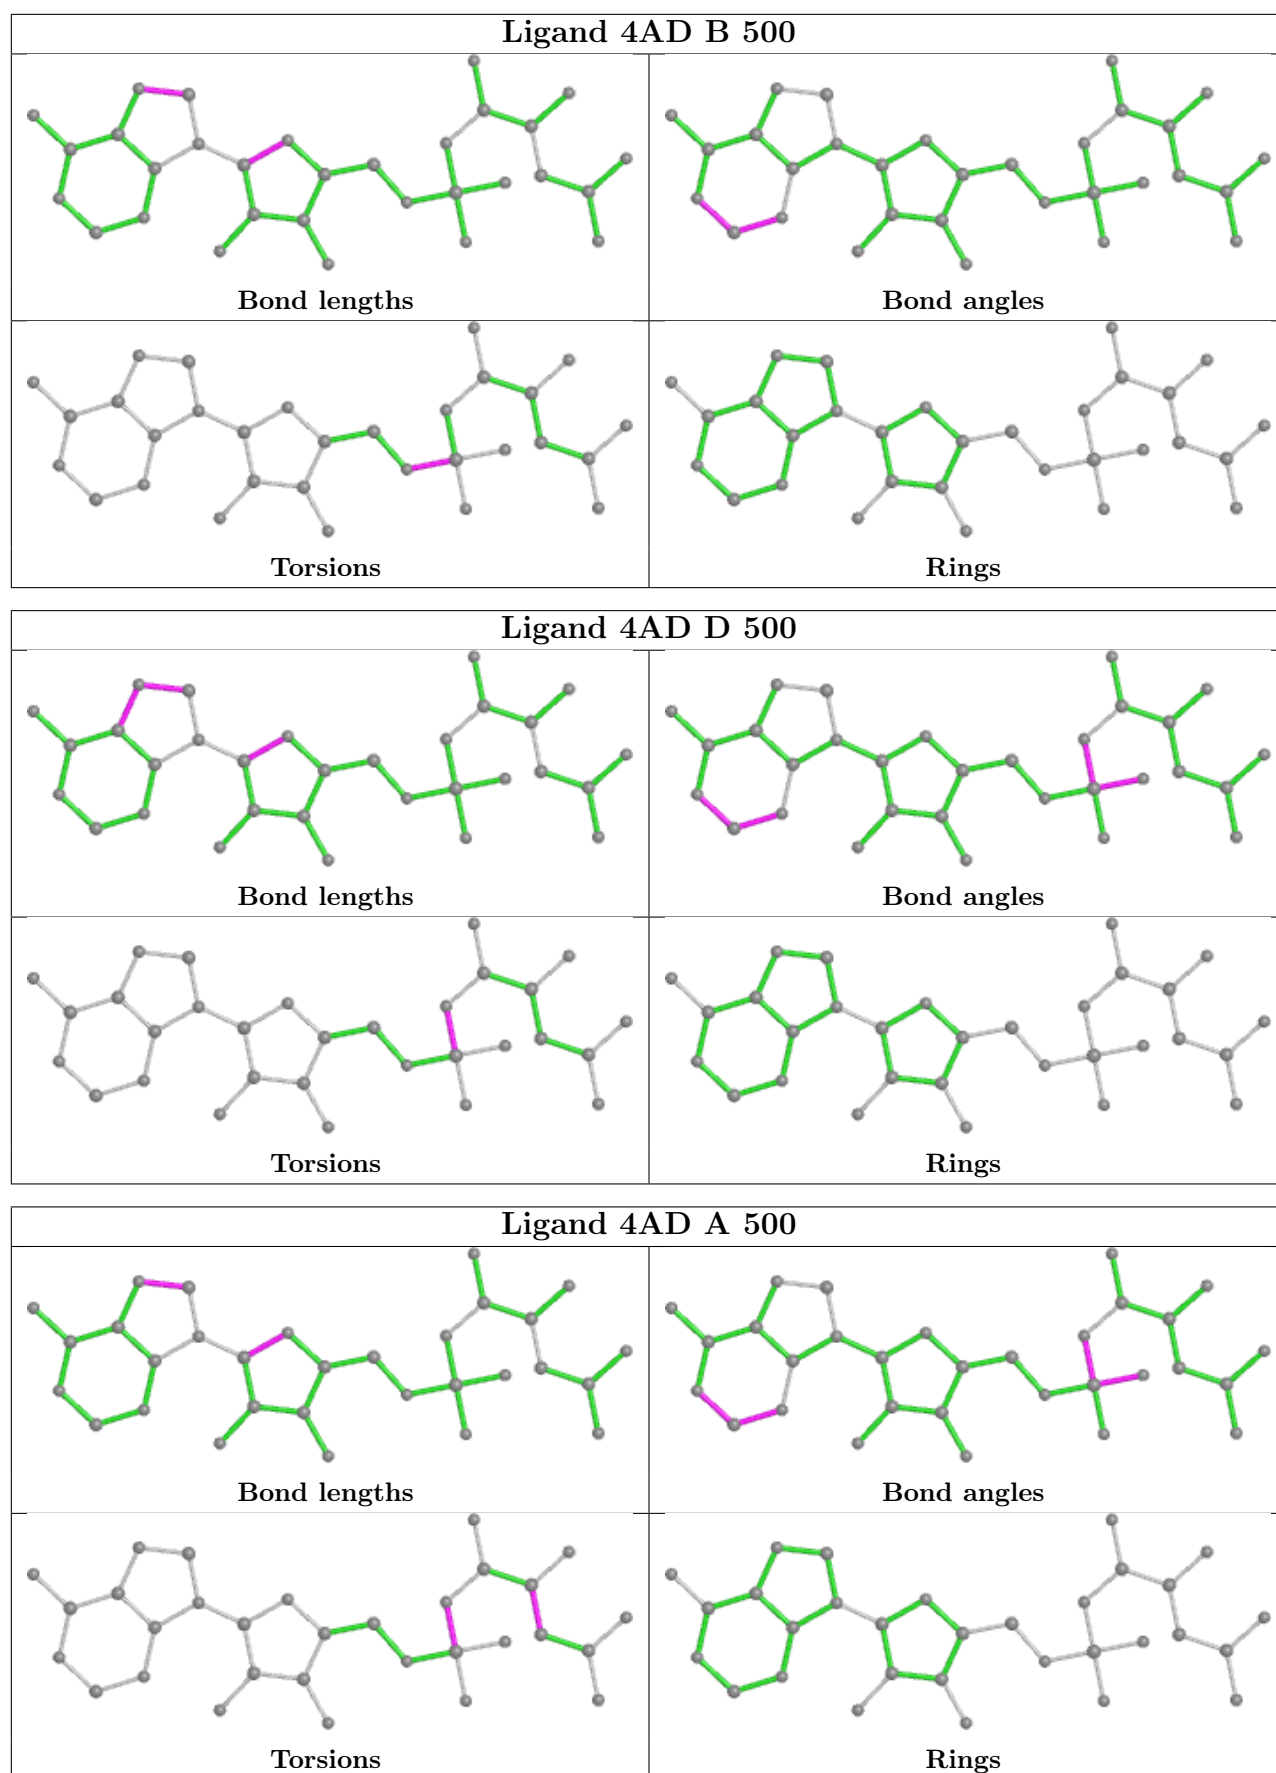 Ligand 4AD B 500
Bond lengths
Bond angles
Torsions
Rings
Ligand 4AD D 500
Bond lengths
Bond angles
Torsions
Rings
Ligand 4AD A 500
Bond lengths
Bond angles
Torsions
Rings